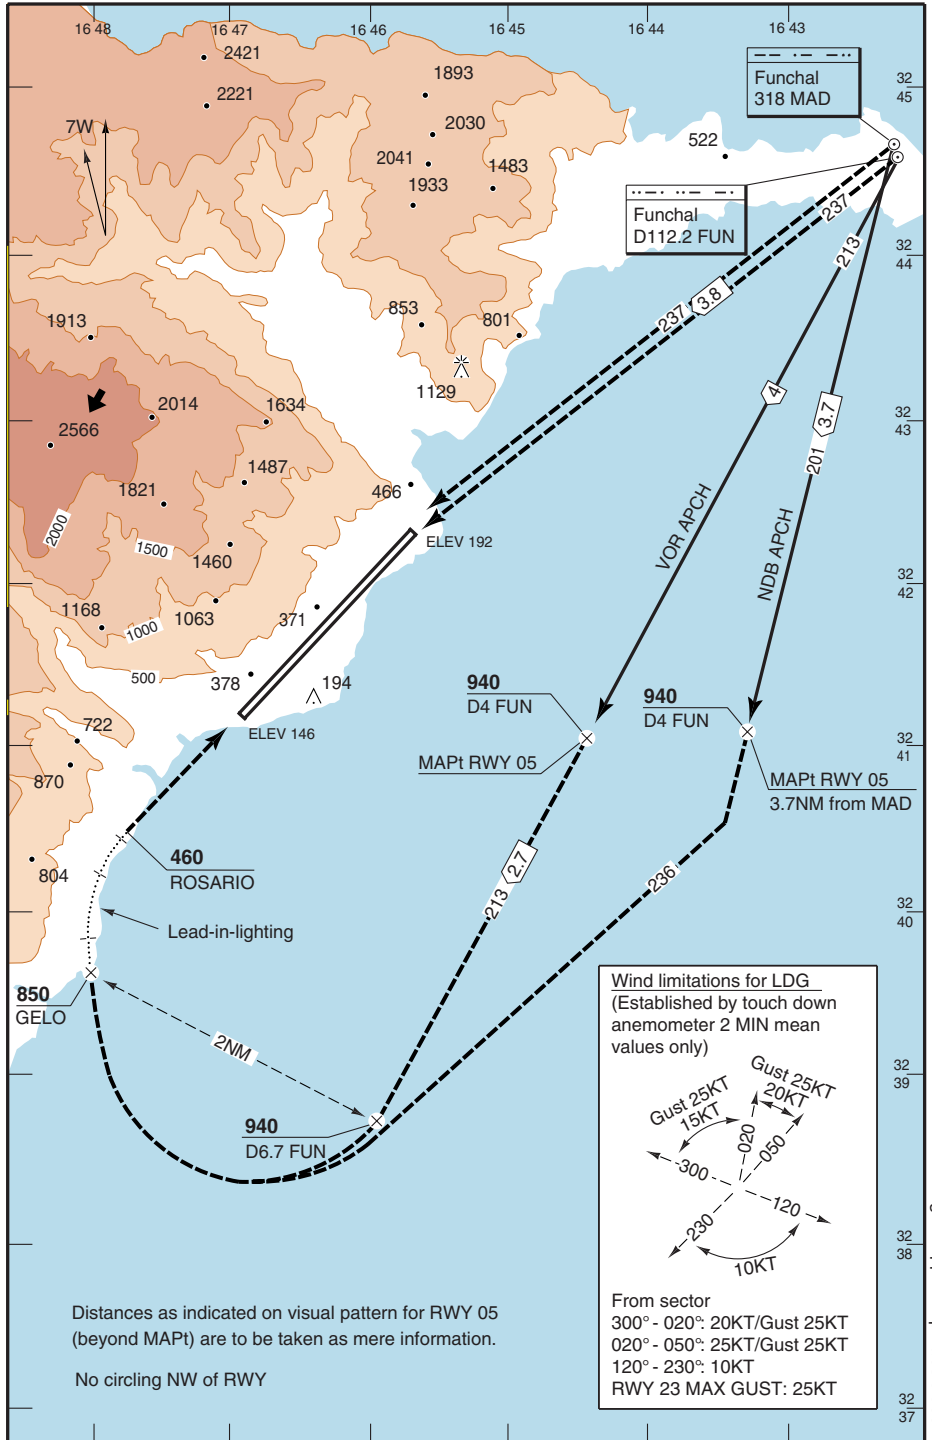 16 48
16 47
16 46
16 45
16 44
16 43
2421
2221
7W
1893
2030
2041
1483
1933
522
Funchal
318 MAD
32
45
Funchal
D112.2 FUN
237
213
32
44
1913
853
801
237
3.8
1129
4
3.7
201
32
43
2566
2014
1634
1487
466
1821
2000
1500
1460
ELEV 192
VOR APCH
NDB APCH
32
42
1168
1063
371
1000
500
378
194
940
D4 FUN
940
D4 FUN
722
870
ELEV 146
MAPt RWY 05
MAPt RWY 05
3.7NM from MAD
32
41
804
460
ROSARIO
2.7
213
236
Lead-in-lighting
32
40
850
GELO
2NM
940
D6.7 FUN
32
39
Wind limitations for LDG
(Established by touch down
anemometer 2 MIN mean
values only)
Gust 25KT
15KT
Gust 25KT
20KT
020
050
300
120
230
10KT
32
38
From sector
300° - 020°: 20KT/Gust 25KT
020° - 050°: 25KT/Gust 25KT
120° - 230°: 10KT
RWY 23 MAX GUST: 25KT
Distances as indicated on visual pattern for RWY 05
(beyond MAPt) are to be taken as mere information.
No circling NW of RWY
32
37